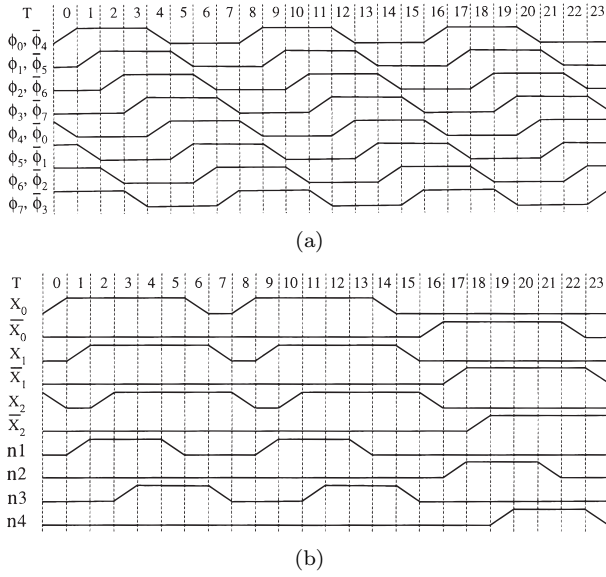 T 0 1 2 3 4 5 6 7 8 9 10 11 12 13 14 15 16 17 18 19 20 21 22 23
ϕ₀, ϕ̅₄
ϕ₁, ϕ̅₅
ϕ₂, ϕ̅₆
ϕ₃, ϕ̅₇
ϕ₄, ϕ̅₀
ϕ₅, ϕ̅₁
ϕ₆, ϕ̅₂
ϕ₇, ϕ̅₃
(a)
T 0 1 2 3 4 5 6 7 8 9 10 11 12 13 14 15 16 17 18 19 20 21 22 23
X₀
X̅₀
X₁
X̅₁
X₂
X̅₂
n1
n2
n3
n4
(b)